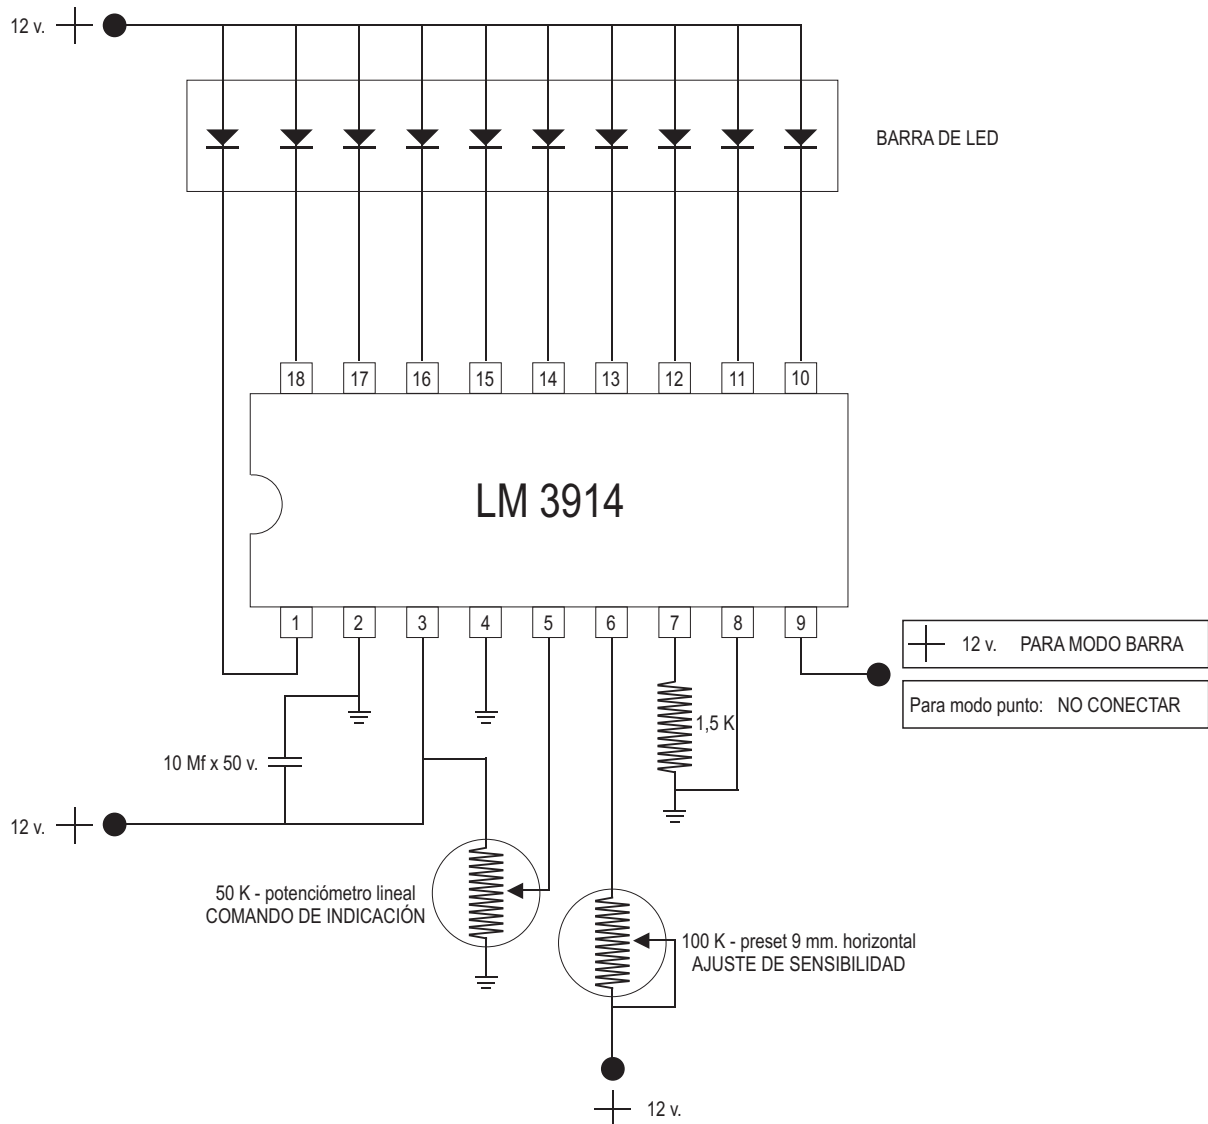 12 v.
BARRA DE LED
18 17 16 15 14 13 12 11 10
LM 3914
1 2 3 4 5 6 7 8 9
12 v. PARA MODO BARRA
Para modo punto: NO CONECTAR
1,5 K
10 Mf x 50 v.
12 v.
50 K - potenciómetro lineal
COMANDO DE INDICACIÓN
100 K - preset 9 mm. horizontal
AJUSTE DE SENSIBILIDAD
12 v.